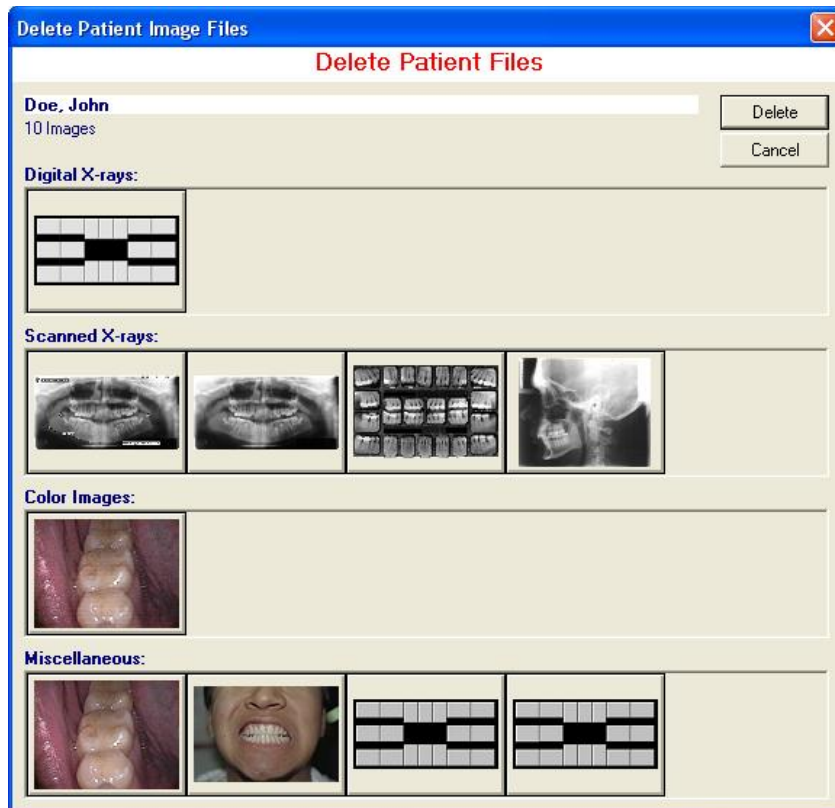 Delete Patient Image Files
Delete Patient Files
Doe, John
10 Images
Delete
Cancel
Digital X-rays:
Scanned X-rays:
Color Images:
Miscellaneous: